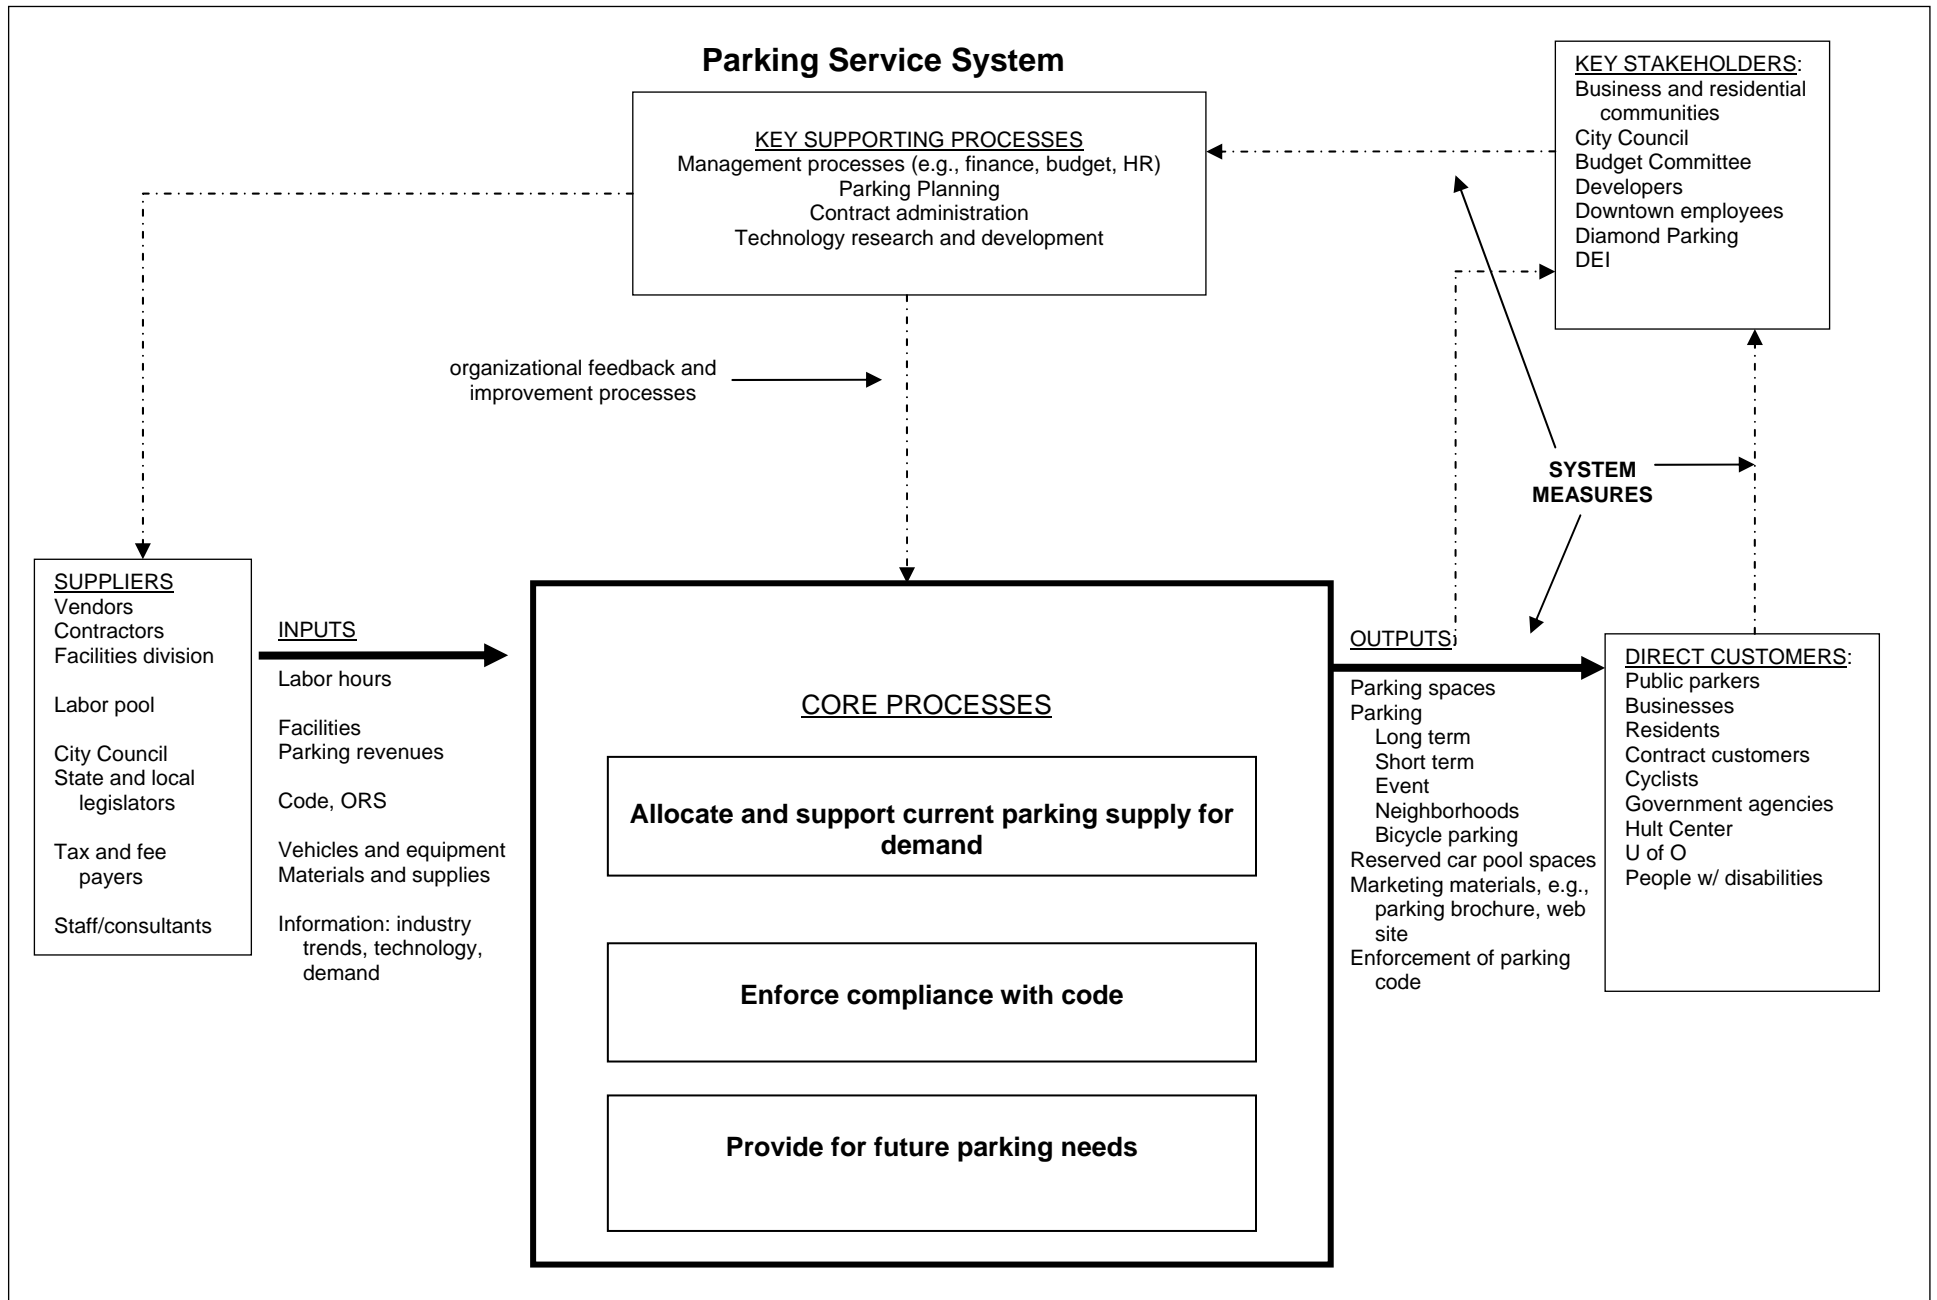 Parking Service System
KEY SUPPORTING PROCESSES
Management processes (e.g., finance, budget, HR)
Parking Planning
Contract administration
Technology research and development
KEY STAKEHOLDERS:
Business and residential
communities
City Council
Budget Committee
Developers
Downtown employees
Diamond Parking
DEI
organizational feedback and
improvement processes
SYSTEM
MEASURES
SUPPLIERS
Vendors
Contractors
Facilities division
Labor pool
City Council
State and local
legislators
Tax and fee
payers
Staff/consultants
INPUTS
Labor hours
Facilities
Parking revenues
Code, ORS
Vehicles and equipment
Materials and supplies
Information: industry
trends, technology,
demand
CORE PROCESSES
Allocate and support current parking supply for
demand
Enforce compliance with code
Provide for future parking needs
OUTPUTS:
Parking spaces
Parking
Long term
Short term
Event
Neighborhoods
Bicycle parking
Reserved car pool spaces
Marketing materials, e.g.,
parking brochure, web
site
Enforcement of parking
code
DIRECT CUSTOMERS:
Public parkers
Businesses
Residents
Contract customers
Cyclists
Government agencies
Hult Center
U of O
People w/ disabilities